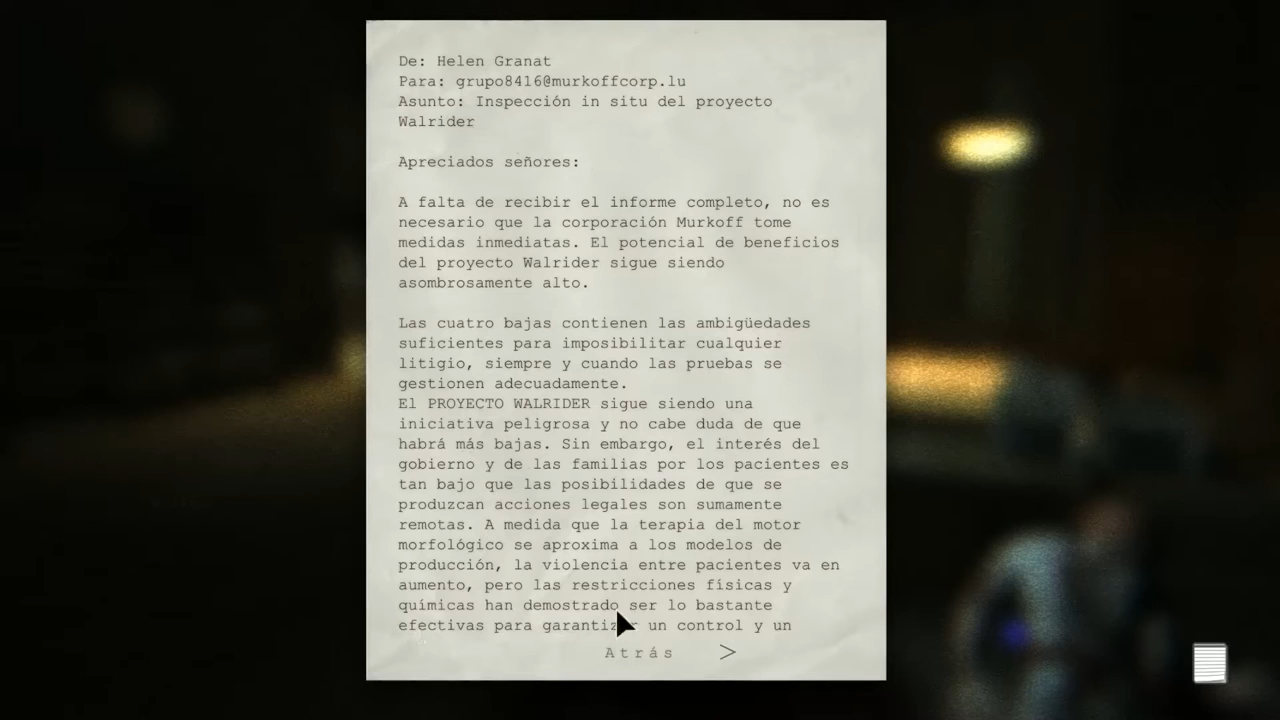 De: Helen Granat
Para: grupo8416@murkoffcorp.lu
Asunto: Inspección in situ del proyecto
Walrider
Apreciados señores:
A falta de recibir el informe completo, no es
necesario que la corporación Murkoff tome
medidas inmediatas. El potencial de beneficios
del proyecto Walrider sigue siendo
asombrosamente alto.
Las cuatro bajas contienen las ambigüedades
suficientes para imposibilitar cualquier
litigio, siempre y cuando las pruebas se
gestionen adecuadamente.
El PROYECTO WALRIDER sigue siendo una
iniciativa peligrosa y no cabe duda de que
habrá más bajas. Sin embargo, el interés del
gobierno y de las familias por los pacientes es
tan bajo que las posibilidades de que se
produzcan acciones legales son sumamente
remotas. A medida que la terapia del motor
morfológico se aproxima a los modelos de
producción, la violencia entre pacientes va en
aumento, pero las restricciones físicas y
químicas han demostrado ser lo bastante
efectivas para garantizar un control y un
Atrás >